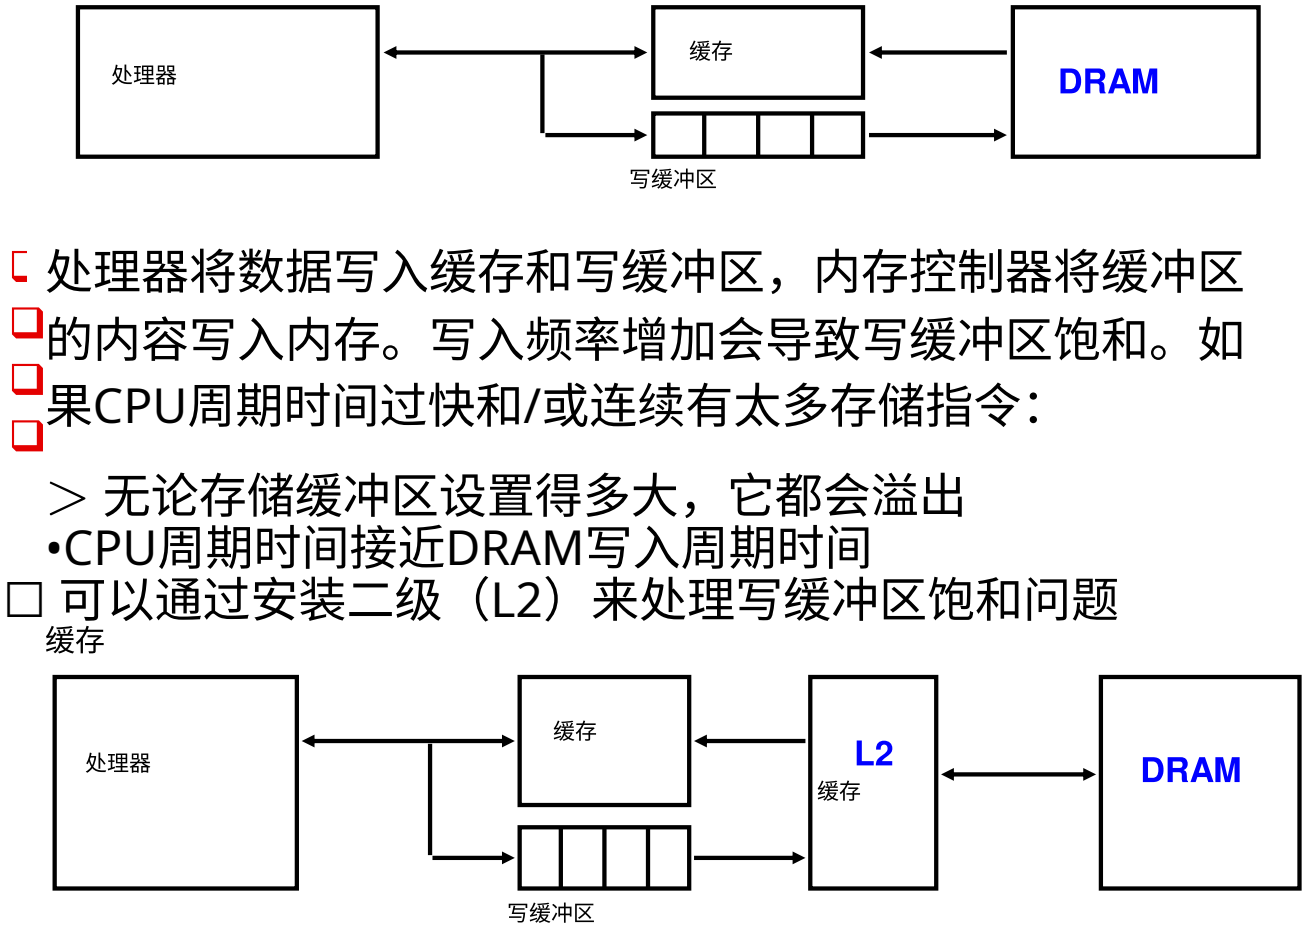 处理器
缓存
DRAM
写缓冲区
处理器将数据写入缓存和写缓冲区，内存控制器将缓冲区
的内容写入内存。写入频率增加会导致写缓冲区饱和。如
果CPU周期时间过快和/或连续有太多存储指令：
> 无论存储缓冲区设置得多大，它都会溢出
•CPU周期时间接近DRAM写入周期时间
□ 可以通过安装二级（L2）来处理写缓冲区饱和问题
缓存
处理器
缓存
L2
缓存
DRAM
写缓冲区